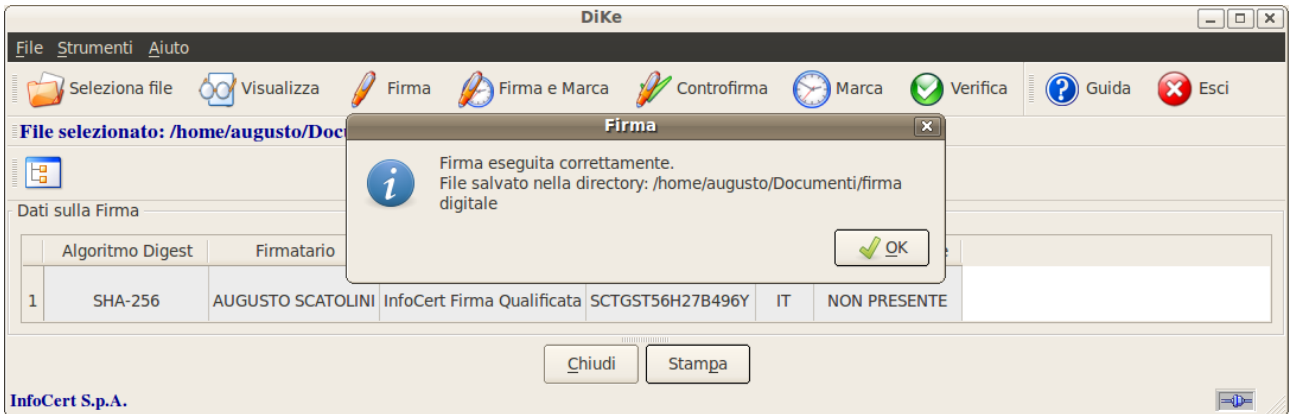 DiKe
File Strumenti Aiuto
Seleziona file Visualizza Firma Firma e Marca Controfirma Marca Verifica Guida Esci
File selezionato: /home/augusto/Docu
Firma
Firma eseguita correttamente.
File salvato nella directory: /home/augusto/Documenti/firma
digitale
OK
Dati sulla Firma
Algoritmo Digest Firmatario
1 SHA-256 AUGUSTO SCATOLINI InfoCert Firma Qualificata SCTGST56H27B496Y IT NON PRESENTE
Chiudi Stampa
InfoCert S.p.A.